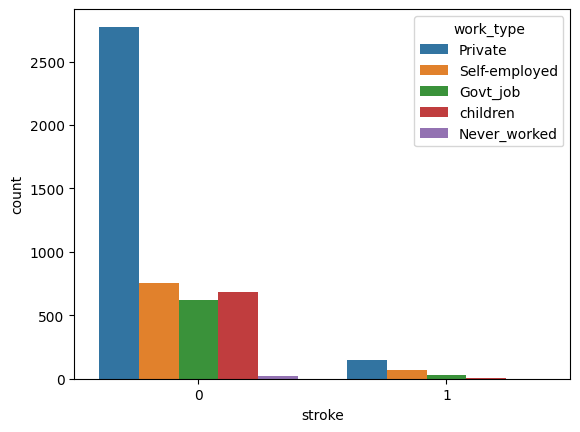 work_type
Private
Self-employed
Govt_job
children
Never_worked
2500
2000
1500
1000
500
0
count
0 1
stroke